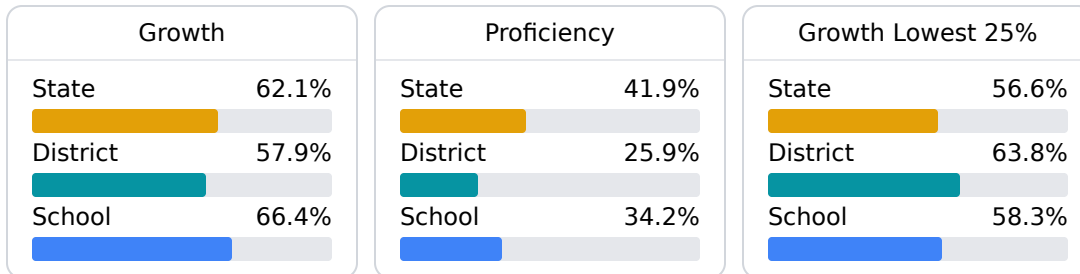 Growth
State 62.1%
District 57.9%
School 66.4%
Proficiency
State 41.9%
District 25.9%
School 34.2%
Growth Lowest 25%
State 56.6%
District 63.8%
School 58.3%